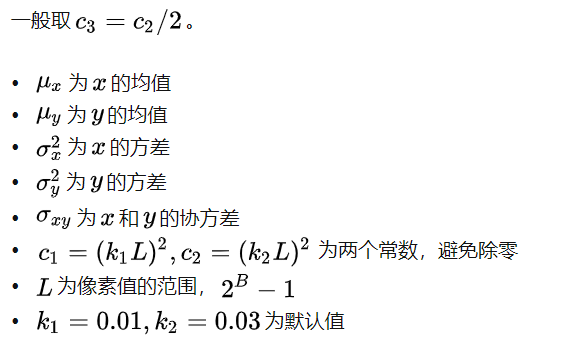 一般取 $c_3 = c_2/2$。
• $\mu_x$ 为 $x$ 的均值
• $\mu_y$ 为 $y$ 的均值
• $\sigma_x^2$ 为 $x$ 的方差
• $\sigma_y^2$ 为 $y$ 的方差
• $\sigma_{xy}$ 为 $x$ 和 $y$ 的协方差
• $c_1 = (k_1L)^2, c_2 = (k_2L)^2$ 为两个常数，避免除零
• $L$ 为像素值的范围，$2^B - 1$
• $k_1 = 0.01, k_2 = 0.03$ 为默认值